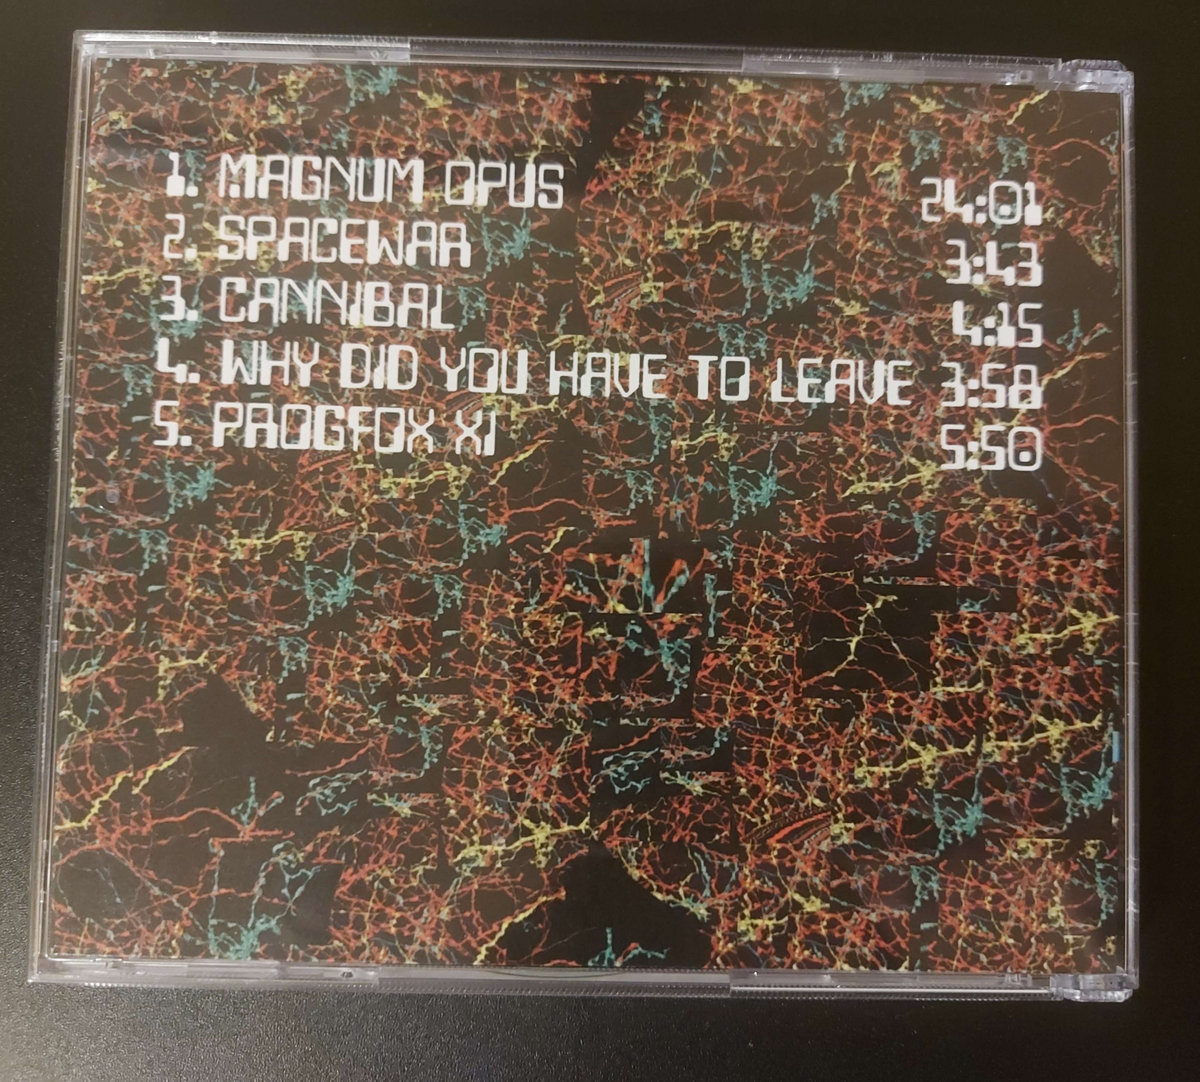 1. MAGNUM OPUS 24:01
2. SPACEWAR 3:43
3. CANNIBAL 4:15
4. WHY DID YOU HAVE TO LEAVE 3:58
5. PROGFOX XI 5:50